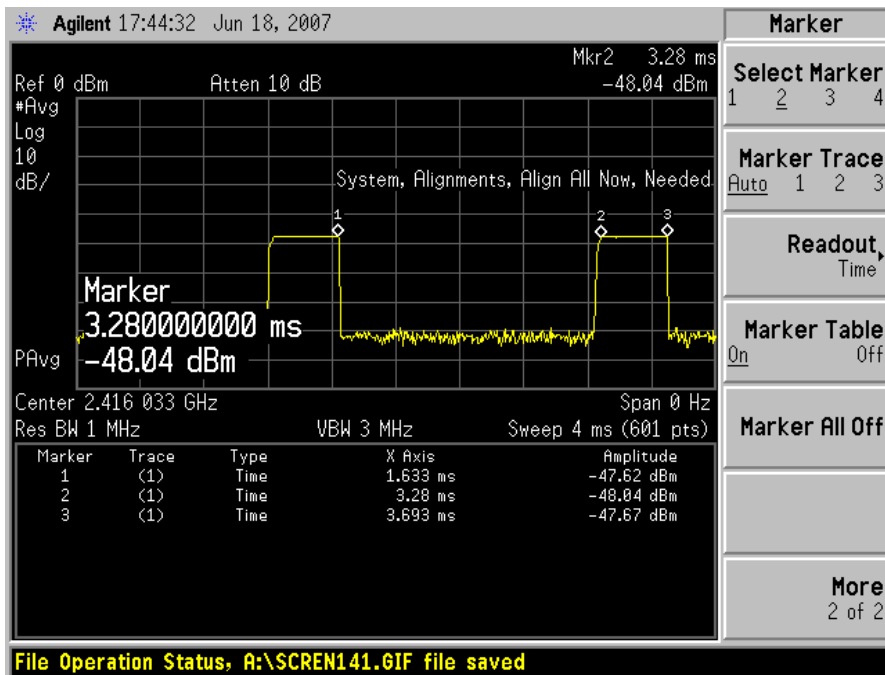 Agilent 17:44:32 Jun 18, 2007
Mkr2 3.28 ms
Ref 0 dBm Atten 10 dB -48.04 dBm
#Avg
Log
10
dB/
System, Alignments, Align All Now, Needed
1
2
3
Marker
3.280000000 ms
-48.04 dBm
PAvg
Center 2.416 033 GHz Span 0 Hz
Res BW 1 MHz VBW 3 MHz Sweep 4 ms (601 pts)
Marker Trace Type X Axis Amplitude
1 (1) Time 1.633 ms -47.62 dBm
2 (1) Time 3.28 ms -48.04 dBm
3 (1) Time 3.693 ms -47.67 dBm
File Operation Status, A:\SCREN141.GIF file saved
Marker
Select Marker
1 2 3 4
Marker Trace
Auto 1 2 3
Readout
Time
Marker Table
On Off
Marker All Off
More
2 of 2